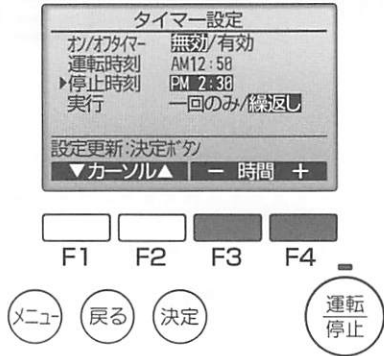 タイマー設定
オン/オフタイマー 無効/有効
運転時刻 AM12:50
▶停止時刻 PM 2:30
実行 一回のみ/繰返し
設定更新:決定ボタン
▼カーソル▲ − 時間 +
F1 F2 F3 F4
メニュー 戻る 決定 運転
停止